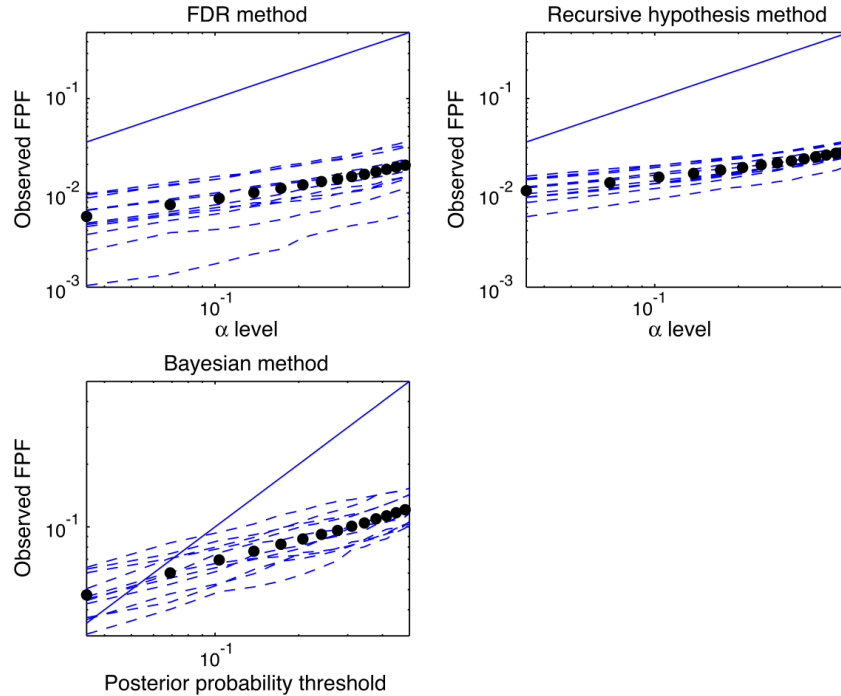 FDR method
Observed FPF
10⁻¹
10⁻²
10⁻³
10⁻¹
α level
Recursive hypothesis method
Observed FPF
10⁻¹
10⁻²
10⁻³
10⁻¹
α level
Bayesian method
Observed FPF
10⁻¹
10⁻¹
Posterior probability threshold